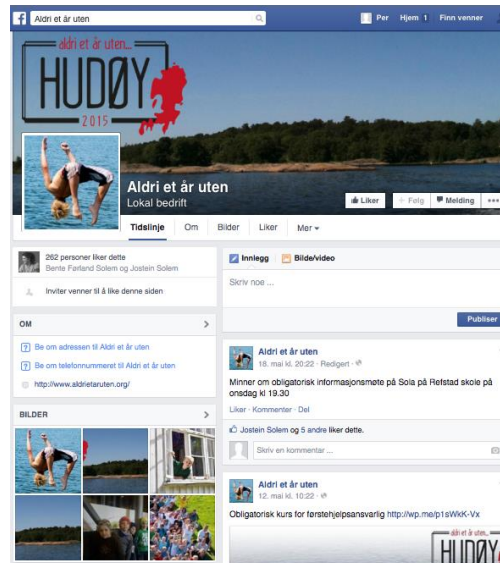 Aldri et år uten
Per Hjem 1 Finn venner
aldri et år uten...
HUDØY
2015
Aldri et år uten
Lokal bedrift
Liker Følg Melding
Tidslinje Om Bilder Liker Mer
262 personer liker dette
Bente Førland Solem og Jostein Solem
Inviter venner til å like denne siden
OM
Be om adressen til Aldri et år uten
Be om telefonnummeret til Aldri et år uten
http://www.aldrietaruten.org/
BILDER
Innlegg Bilde/video
Skriv noe ...
Publiser
Aldri et år uten
18. mai kl. 20:22 · Redigert ·
Minner om obligatorisk informasjonsmøte på Sola på Refstad skole på
onsdag kl 19.30
Liker · Kommenter · Del
Jostein Solem og 5 andre liker dette.
Skriv en kommentar ...
Aldri et år uten
12. mai kl. 10:22 ·
Obligatorisk kurs for førstehjelpsansvarlig http://wp.me/p1sWkK-Vx
aldri et år uten...
HUDØY